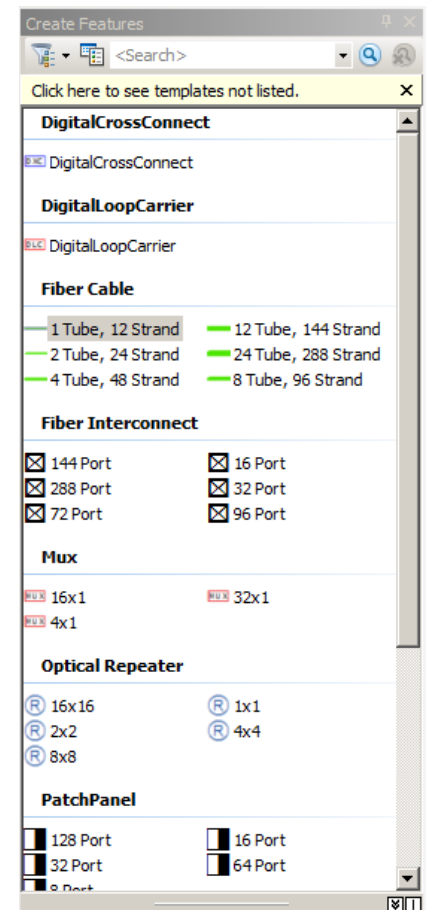 Create Features
<Search>
Click here to see templates not listed.
DigitalCrossConnect
DXC DigitalCrossConnect
DigitalLoopCarrier
DLC DigitalLoopCarrier
Fiber Cable
1 Tube, 12 Strand 12 Tube, 144 Strand
2 Tube, 24 Strand 24 Tube, 288 Strand
4 Tube, 48 Strand 8 Tube, 96 Strand
Fiber Interconnect
144 Port 16 Port
288 Port 32 Port
72 Port 96 Port
Mux
MUX 16x1 MUX 32x1
MUX 4x1
Optical Repeater
R 16x16 R 1x1
R 2x2 R 4x4
R 8x8
PatchPanel
128 Port 16 Port
32 Port 64 Port
8 Port